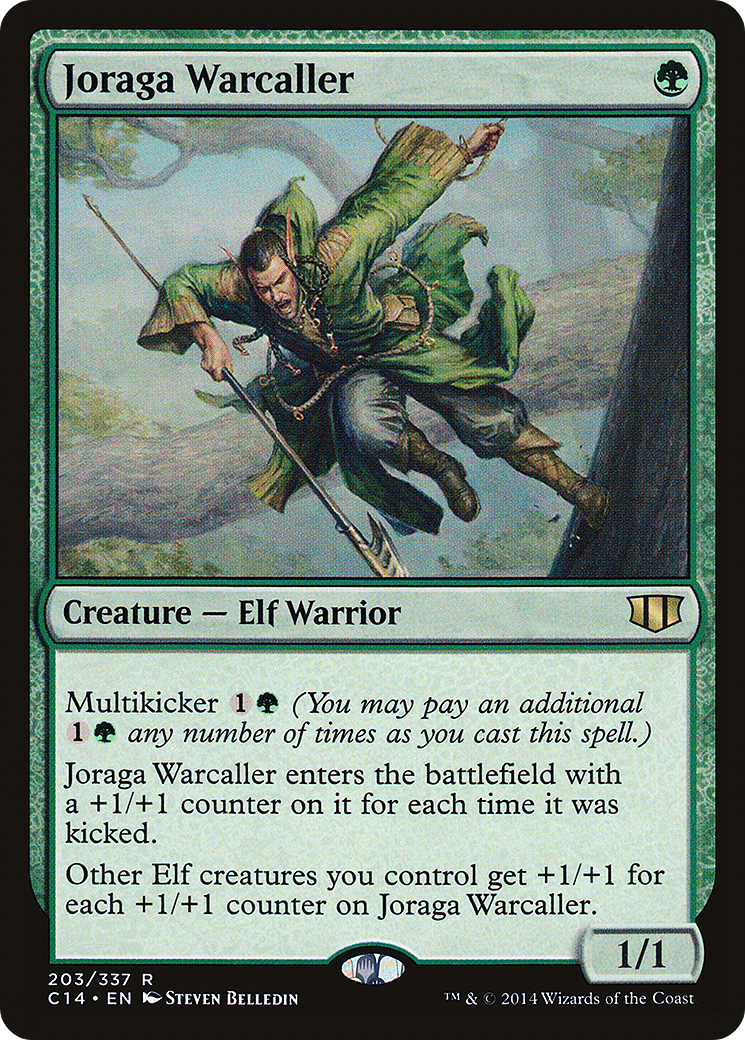 Joraga Warcaller
Creature — Elf Warrior
Multikicker 1 (You may pay an additional
1 any number of times as you cast this spell.)
Joraga Warcaller enters the battlefield with
a +1/+1 counter on it for each time it was
kicked.
Other Elf creatures you control get +1/+1 for
each +1/+1 counter on Joraga Warcaller.
1/1
203/337 R
C14 • EN Steven Belledin
™ & © 2014 Wizards of the Coast